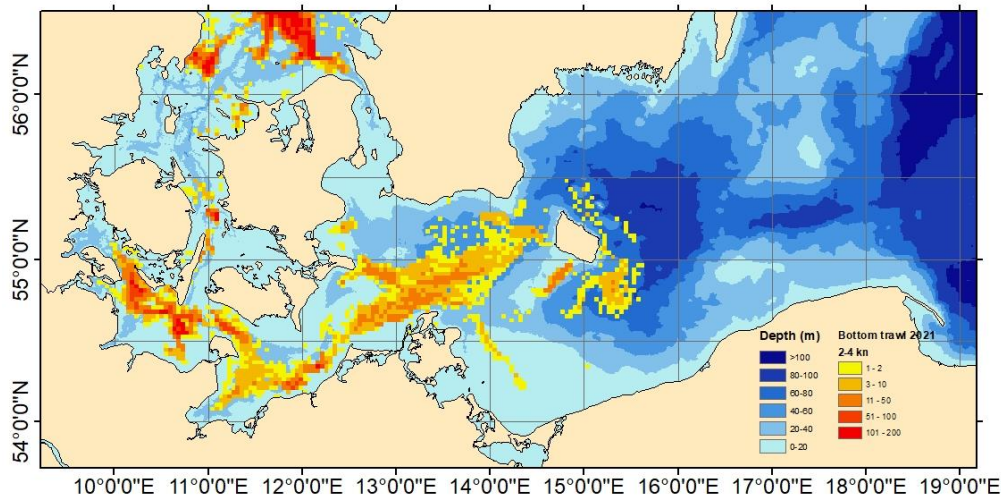 56°0'0"N
55°0'0"N
54°0'0"N
Depth (m)
>100
80-100
60-80
40-60
20-40
0-20
Bottom trawl 2021
2-4 kn
1 - 2
3 - 10
11 - 50
51 - 100
101 - 200
10°0'0"E 11°0'0"E 12°0'0"E 13°0'0"E 14°0'0"E 15°0'0"E 16°0'0"E 17°0'0"E 18°0'0"E 19°0'0"E